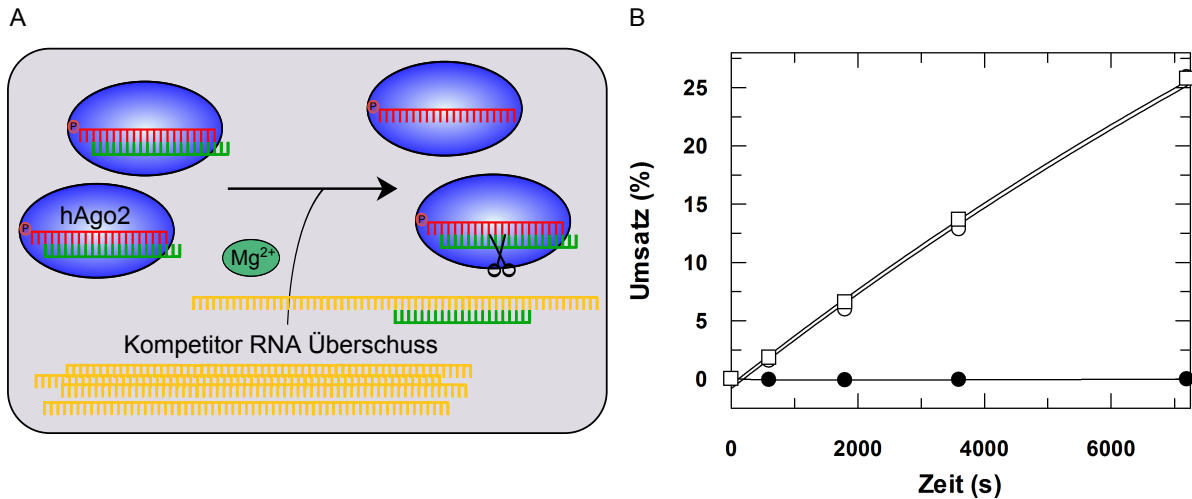 A
B
P
P
P
hAgo2
P
Mg2+
Kompetitor RNA Überschuss
Umsatz (%)
25
20
15
10
5
0
0 2000 4000 6000
Zeit (s)